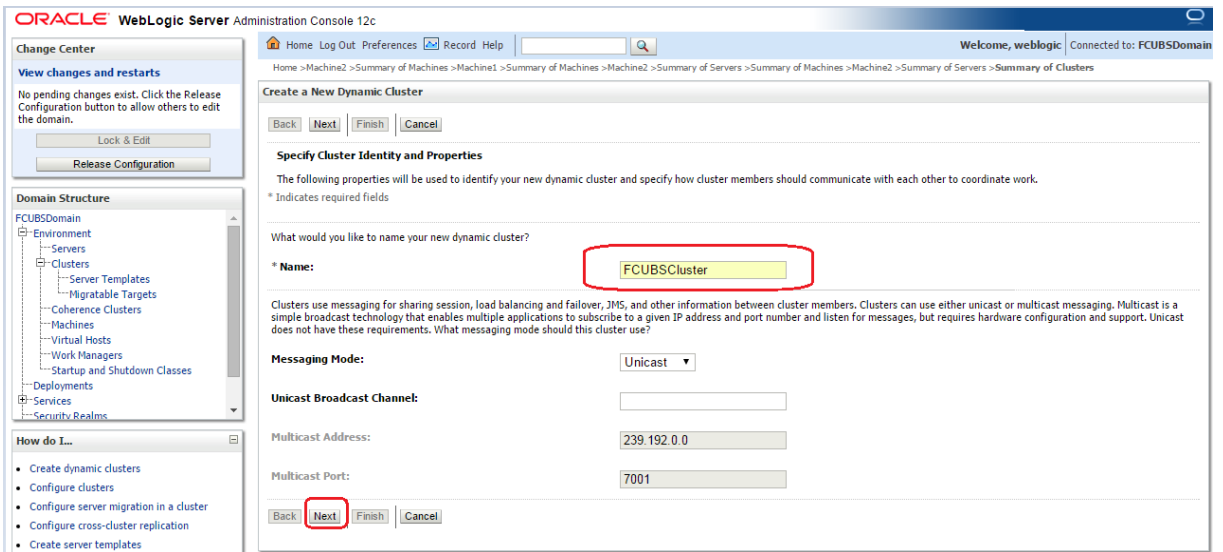 ORACLE WebLogic Server Administration Console 12c
Change Center
View changes and restarts
No pending changes exist. Click the Release
Configuration button to allow others to edit
the domain.
Lock & Edit
Release Configuration
Domain Structure
FCUBSDomain
Environment
Servers
Clusters
Server Templates
Migratable Targets
Coherence Clusters
Machines
Virtual Hosts
Work Managers
Startup and Shutdown Classes
Deployments
Services
Security Realms
How do I...
Create dynamic clusters
Configure clusters
Configure server migration in a cluster
Configure cross-cluster replication
Create server templates
Home Log Out Preferences Record Help
Welcome, weblogic Connected to: FCUBSDomain
Home >Machine2 >Summary of Machines >Machine1 >Summary of Machines >Machine2 >Summary of Servers >Summary of Machines >Machine2 >Summary of Servers >Summary of Clusters
Create a New Dynamic Cluster
Back Next Finish Cancel
Specify Cluster Identity and Properties
The following properties will be used to identify your new dynamic cluster and specify how cluster members should communicate with each other to coordinate work.
* Indicates required fields
What would you like to name your new dynamic cluster?
* Name: FCUBSCluster
Clusters use messaging for sharing session, load balancing and failover, JMS, and other information between cluster members. Clusters can use either unicast or multicast messaging. Multicast is a
simple broadcast technology that enables multiple applications to subscribe to a given IP address and port number and listen for messages, but requires hardware configuration and support. Unicast
does not have these requirements. What messaging mode should this cluster use?
Messaging Mode: Unicast
Unicast Broadcast Channel:
Multicast Address: 239.192.0.0
Multicast Port: 7001
Back Next Finish Cancel